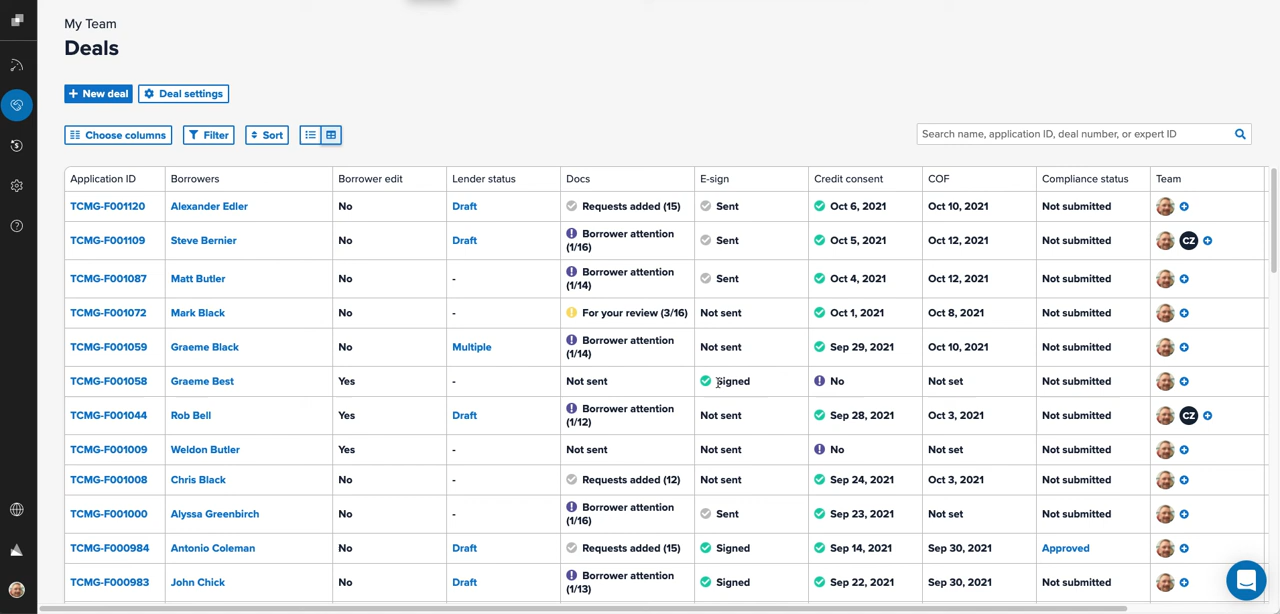 My Team
Deals
New deal Deal settings
Choose columns Filter Sort Search name, application ID, deal number, or expert ID
Application ID Borrowers Borrower edit Lender status Docs E-sign Credit consent COF Compliance status Team
TCMG-F001120 Alexander Edler No Draft Requests added (15) Sent Oct 6, 2021 Oct 10, 2021 Not submitted
TCMG-F001109 Steve Bernier No Draft Borrower attention (1/16) Sent Oct 5, 2021 Oct 12, 2021 Not submitted CZ
TCMG-F001087 Matt Butler No - Borrower attention (1/14) Sent Oct 4, 2021 Oct 12, 2021 Not submitted
TCMG-F001072 Mark Black No - For your review (3/16) Not sent Oct 1, 2021 Oct 8, 2021 Not submitted
TCMG-F001059 Graeme Black No Multiple Borrower attention (1/14) Not sent Sep 29, 2021 Oct 10, 2021 Not submitted
TCMG-F001058 Graeme Best Yes - Not sent Signed No Not set Not submitted
TCMG-F001044 Rob Bell Yes Draft Borrower attention (1/12) Not sent Sep 28, 2021 Oct 3, 2021 Not submitted CZ
TCMG-F001009 Weldon Butler Yes - Not sent Not sent No Not set Not submitted
TCMG-F001008 Chris Black No - Requests added (12) Not sent Sep 24, 2021 Oct 3, 2021 Not submitted
TCMG-F001000 Alyssa Greenbirch No - Borrower attention (1/16) Sent Sep 23, 2021 Not set Not submitted
TCMG-F000984 Antonio Coleman No Draft Requests added (15) Signed Sep 14, 2021 Sep 30, 2021 Approved
TCMG-F000983 John Chick No Draft Borrower attention (1/13) Signed Sep 22, 2021 Sep 30, 2021 Not submitted